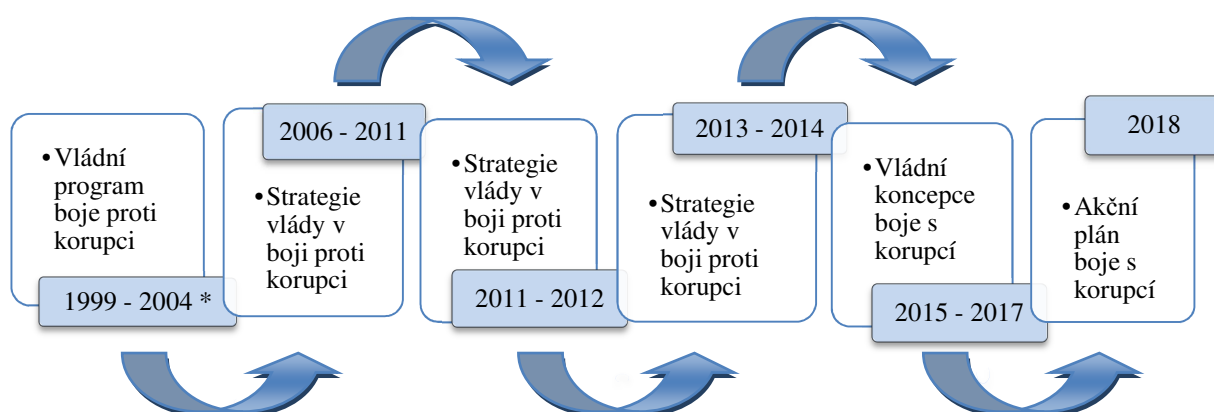 •Vládní
program
boje proti
korupci
1999 - 2004 *
2006 - 2011
•Strategie
vlády v
boji proti
korupci
•Strategie
vlády v
boji proti
korupci
2011 - 2012
2013 - 2014
•Strategie
vlády v
boji proti
korupci
•Vládní
koncepce
boje s
korupcí
2015 - 2017
2018
•Akční
plán
boje s
korupcí